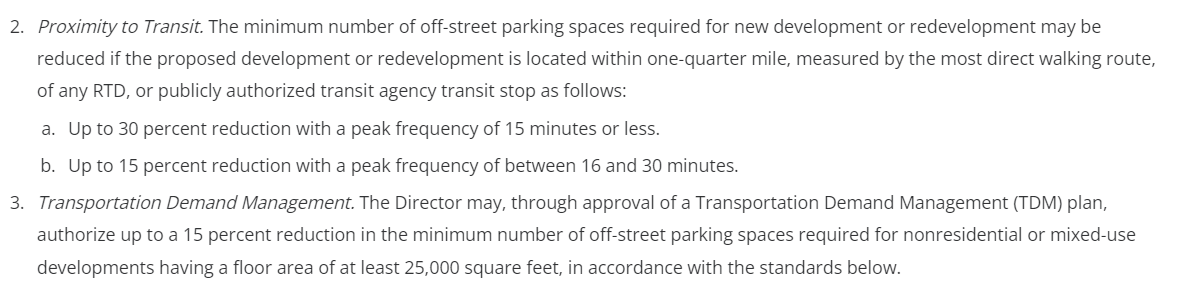 2. Proximity to Transit. The minimum number of off-street parking spaces required for new development or redevelopment may be
reduced if the proposed development or redevelopment is located within one-quarter mile, measured by the most direct walking route,
of any RTD, or publicly authorized transit agency transit stop as follows:
a. Up to 30 percent reduction with a peak frequency of 15 minutes or less.
b. Up to 15 percent reduction with a peak frequency of between 16 and 30 minutes.
3. Transportation Demand Management. The Director may, through approval of a Transportation Demand Management (TDM) plan,
authorize up to a 15 percent reduction in the minimum number of off-street parking spaces required for nonresidential or mixed-use
developments having a floor area of at least 25,000 square feet, in accordance with the standards below.